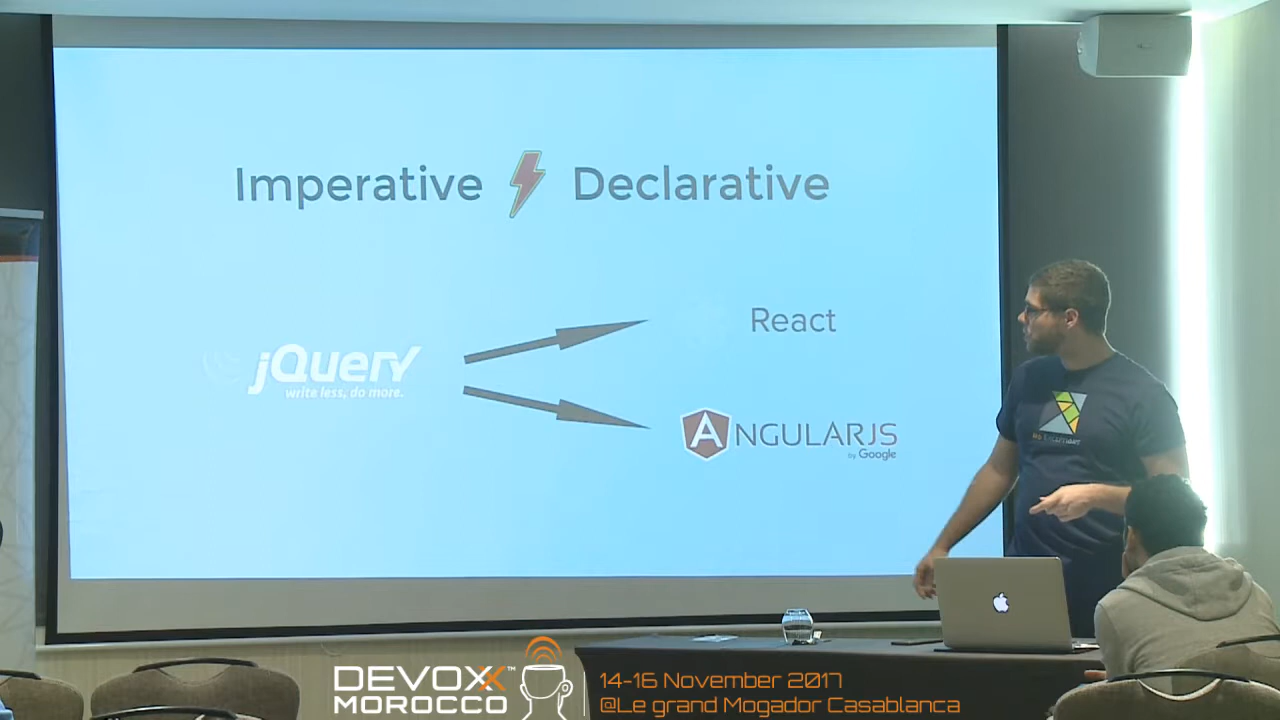 Imperative Declarative
React
jQuery
write less, do more.
ANGULARJS
by Google
DEVOXX™
MOROCCO
14-16 November 2017
@Le grand Mogador Casablanca